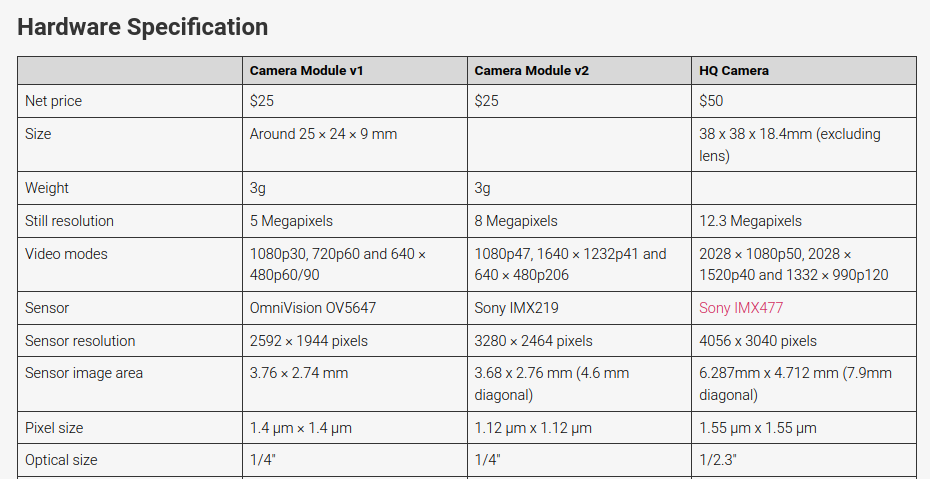 Hardware Specification
Camera Module v1 Camera Module v2 HQ Camera
Net price $25 $25 $50
Size Around 25 × 24 × 9 mm 38 x 38 x 18.4mm (excluding
lens)
Weight 3g 3g
Still resolution 5 Megapixels 8 Megapixels 12.3 Megapixels
Video modes 1080p30, 720p60 and 640 × 1080p47, 1640 × 1232p41 and 2028 × 1080p50, 2028 ×
480p60/90 640 × 480p206 1520p40 and 1332 × 990p120
Sensor OmniVision OV5647 Sony IMX219 Sony IMX477
Sensor resolution 2592 × 1944 pixels 3280 × 2464 pixels 4056 x 3040 pixels
Sensor image area 3.76 × 2.74 mm 3.68 x 2.76 mm (4.6 mm 6.287mm x 4.712 mm (7.9mm
diagonal) diagonal)
Pixel size 1.4 µm × 1.4 µm 1.12 µm x 1.12 µm 1.55 µm x 1.55 µm
Optical size 1/4" 1/4" 1/2.3"